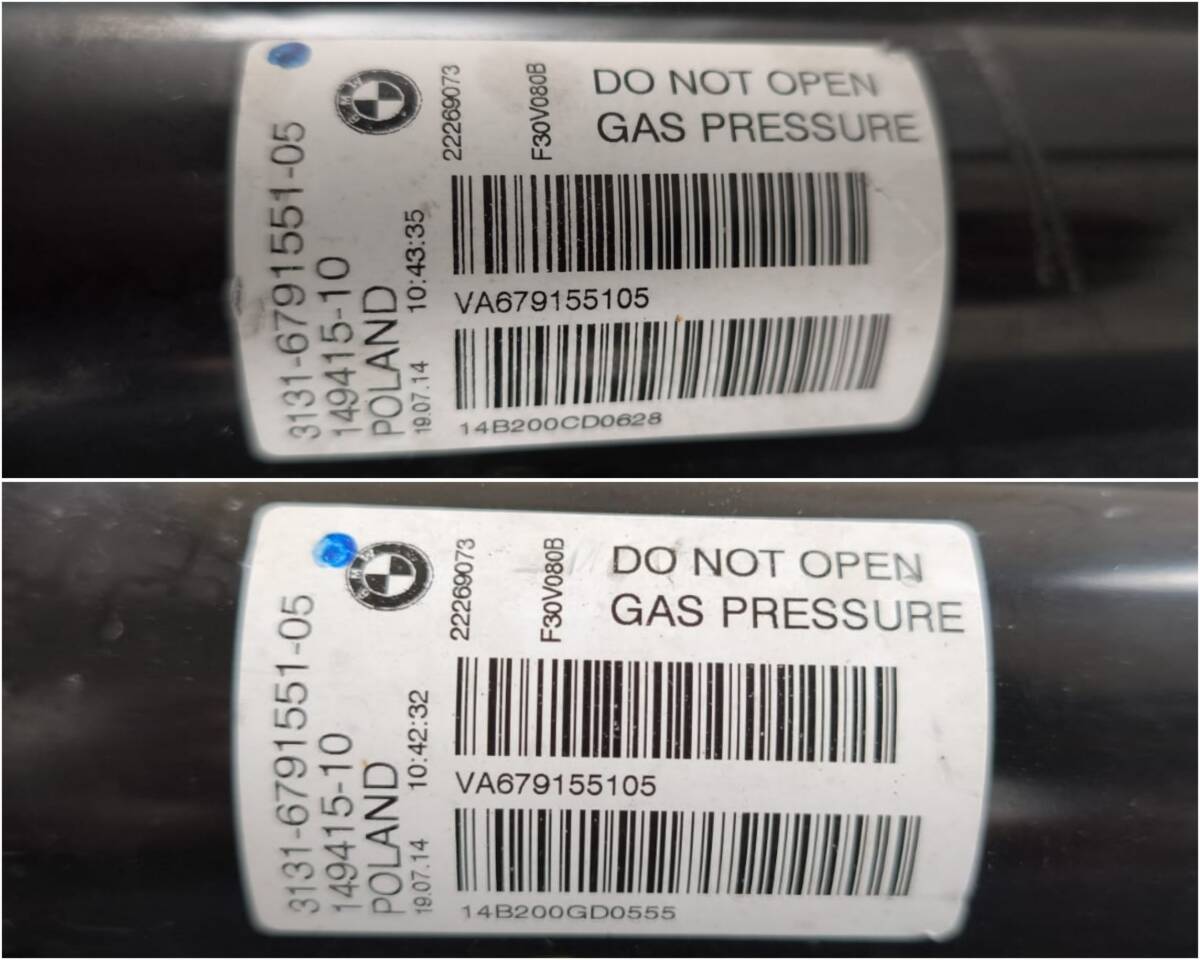 3131-6791551-05
149415-10
POLAND
19.07.14 10:43:35
BMW
22269073
F30V080B
DO NOT OPEN
GAS PRESSURE
VA679155105
14B200CD0628
3131-6791551-05
149415-10
POLAND
19.07.14 10:42:32
BMW
22269073
F30V080B
DO NOT OPEN
GAS PRESSURE
VA679155105
14B200GD0555